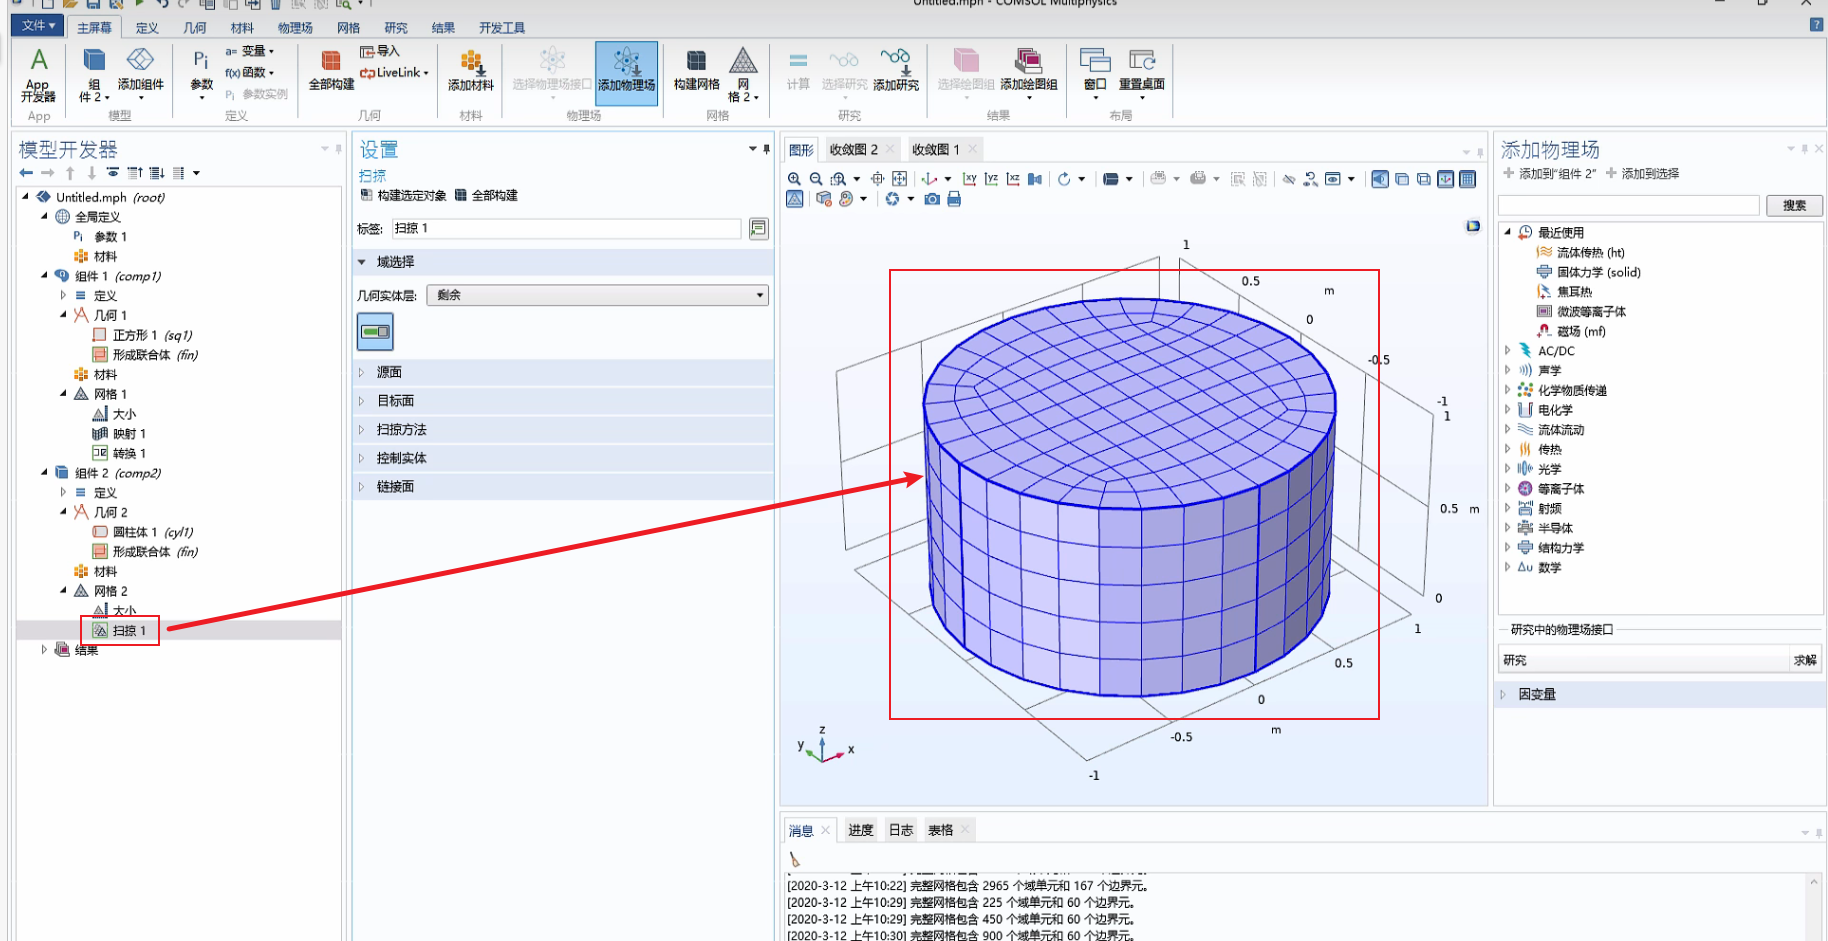 Untitled.mph - COMSOL Multiphysics
文件 主屏幕 定义 几何 材料 物理场 网格 研究 结果 开发工具
App 开发器
App
组件 2
添加组件
模型
Pi 参数
a= 变量
f(x) 函数
Pi 参数实例
定义
全部构建
导入
LiveLink
几何
添加材料
材料
选择物理场接口
添加物理场
物理场
构建网格
网格 2
网格
计算
选择研究
添加研究
研究
选择绘图组
添加绘图组
结果
窗口
重置桌面
布局
模型开发器
Untitled.mph (root)
全局定义
Pi 参数 1
材料
组件 1 (comp1)
定义
几何 1
正方形 1 (sq1)
形成联合体 (fin)
材料
网格 1
大小
映射 1
转换 1
组件 2 (comp2)
定义
几何 2
圆柱体 1 (cyl1)
形成联合体 (fin)
材料
网格 2
大小
扫掠 1
结果
设置
扫掠
构建选定对象 全部构建
标签: 扫掠 1
域选择
几何实体层: 剩余
源面
目标面
扫掠方法
控制实体
链接面
图形 收敛图 2 收敛图 1
xy yz xz
1
0.5
m
0
-0.5
-1
1
0.5 m
0
1
0.5
0
m
-0.5
-1
z
y
x
消息 进度 日志 表格
[2020-3-12 上午10:22] 完整网格包含 2965 个域单元和 167 个边界元。
[2020-3-12 上午10:29] 完整网格包含 225 个域单元和 60 个边界元。
[2020-3-12 上午10:29] 完整网格包含 450 个域单元和 60 个边界元。
[2020-3-12 上午10:30] 完整网格包含 900 个域单元和 60 个边界元。
添加物理场
添加到"组件 2" 添加到选择
搜索
最近使用
流体传热 (ht)
固体力学 (solid)
焦耳热
微波等离子体
磁场 (mf)
AC/DC
声学
化学物质传递
电化学
流体流动
传热
光学
等离子体
射频
半导体
结构力学
Δu 数学
研究中的物理场接口
研究 求解
因变量